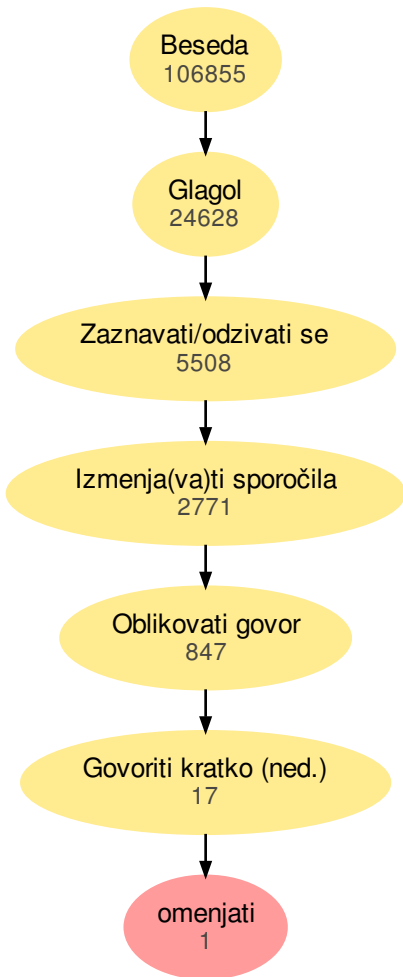 Beseda
106855
Glagol
24628
Zaznavati/odzivati se
5508
Izmenja(va)ti sporočila
2771
Oblikovati govor
847
Govoriti kratko (ned.)
17
omenjati
1